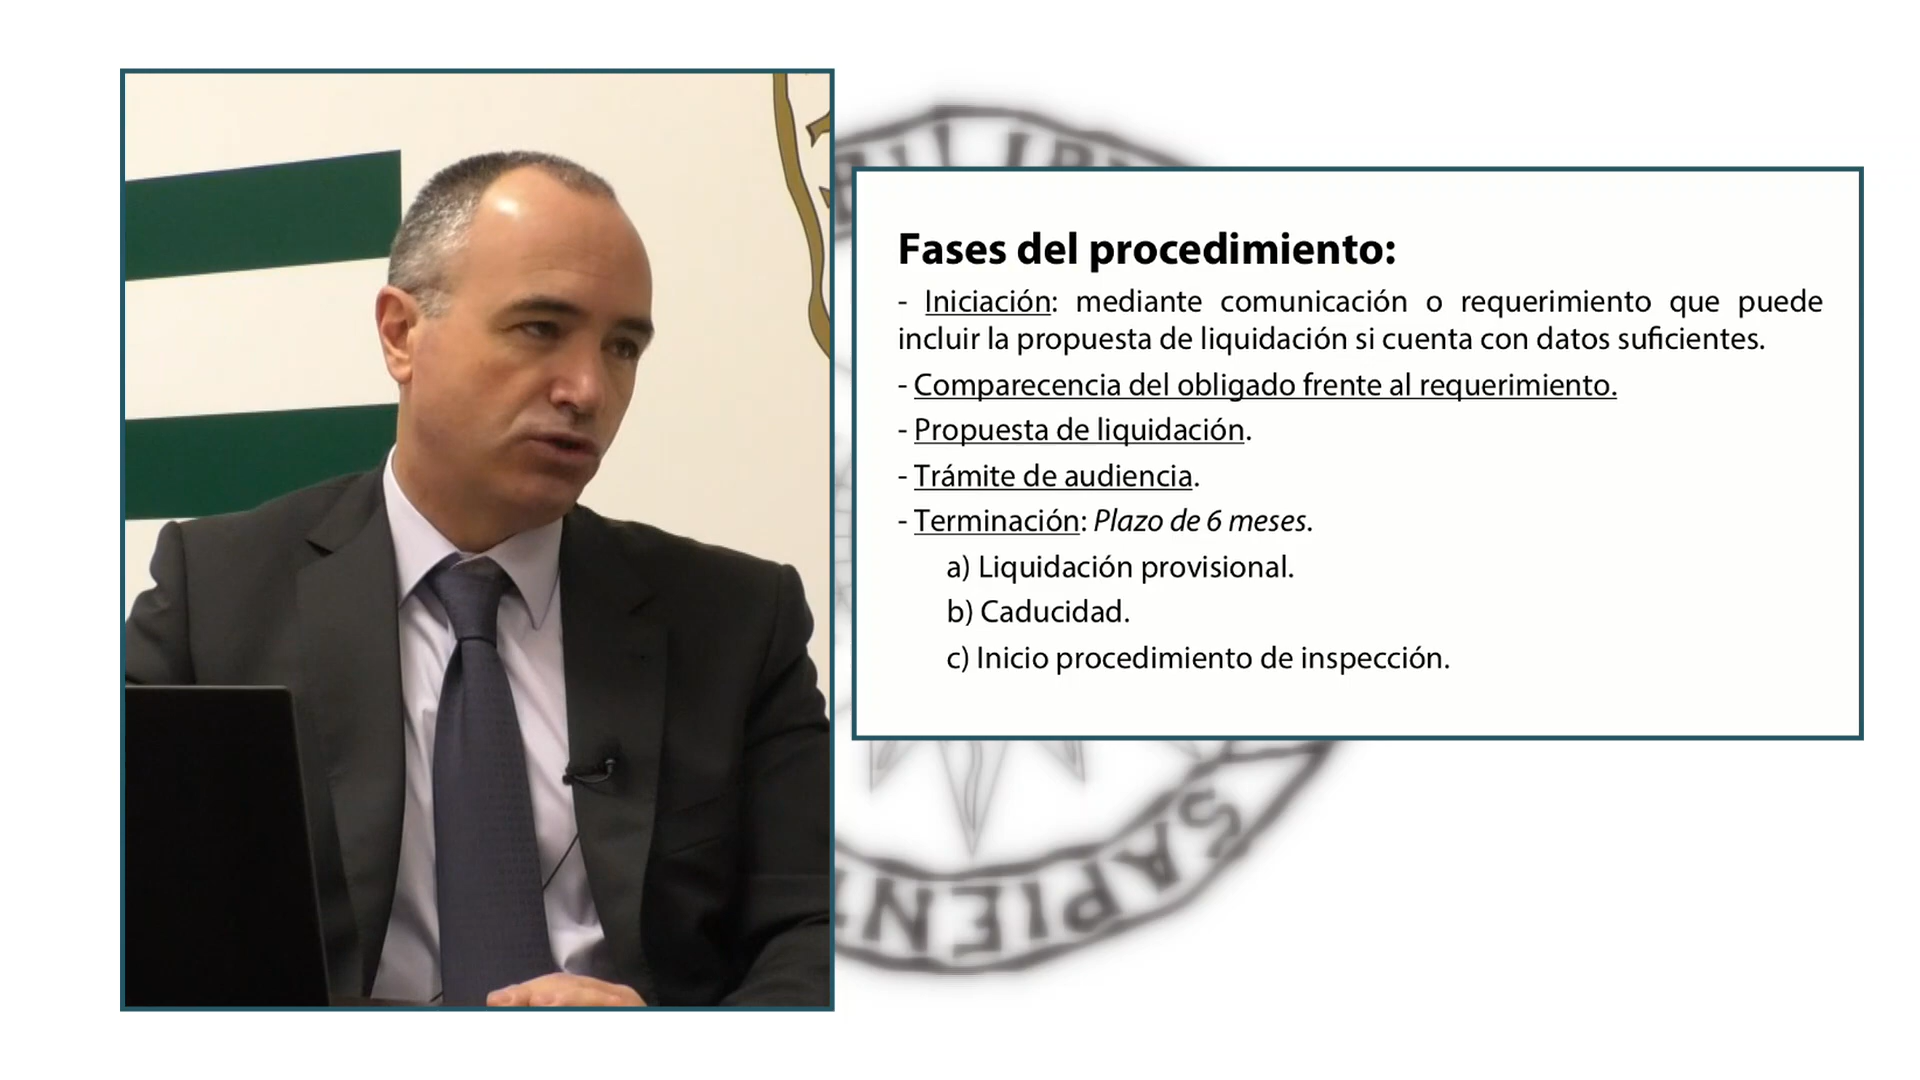 Fases del procedimiento:
- Iniciación: mediante comunicación o requerimiento que puede
incluir la propuesta de liquidación si cuenta con datos suficientes.
- Comparecencia del obligado frente al requerimiento.
- Propuesta de liquidación.
- Trámite de audiencia.
- Terminación: Plazo de 6 meses.
a) Liquidación provisional.
b) Caducidad.
c) Inicio procedimiento de inspección.
SAPIENT